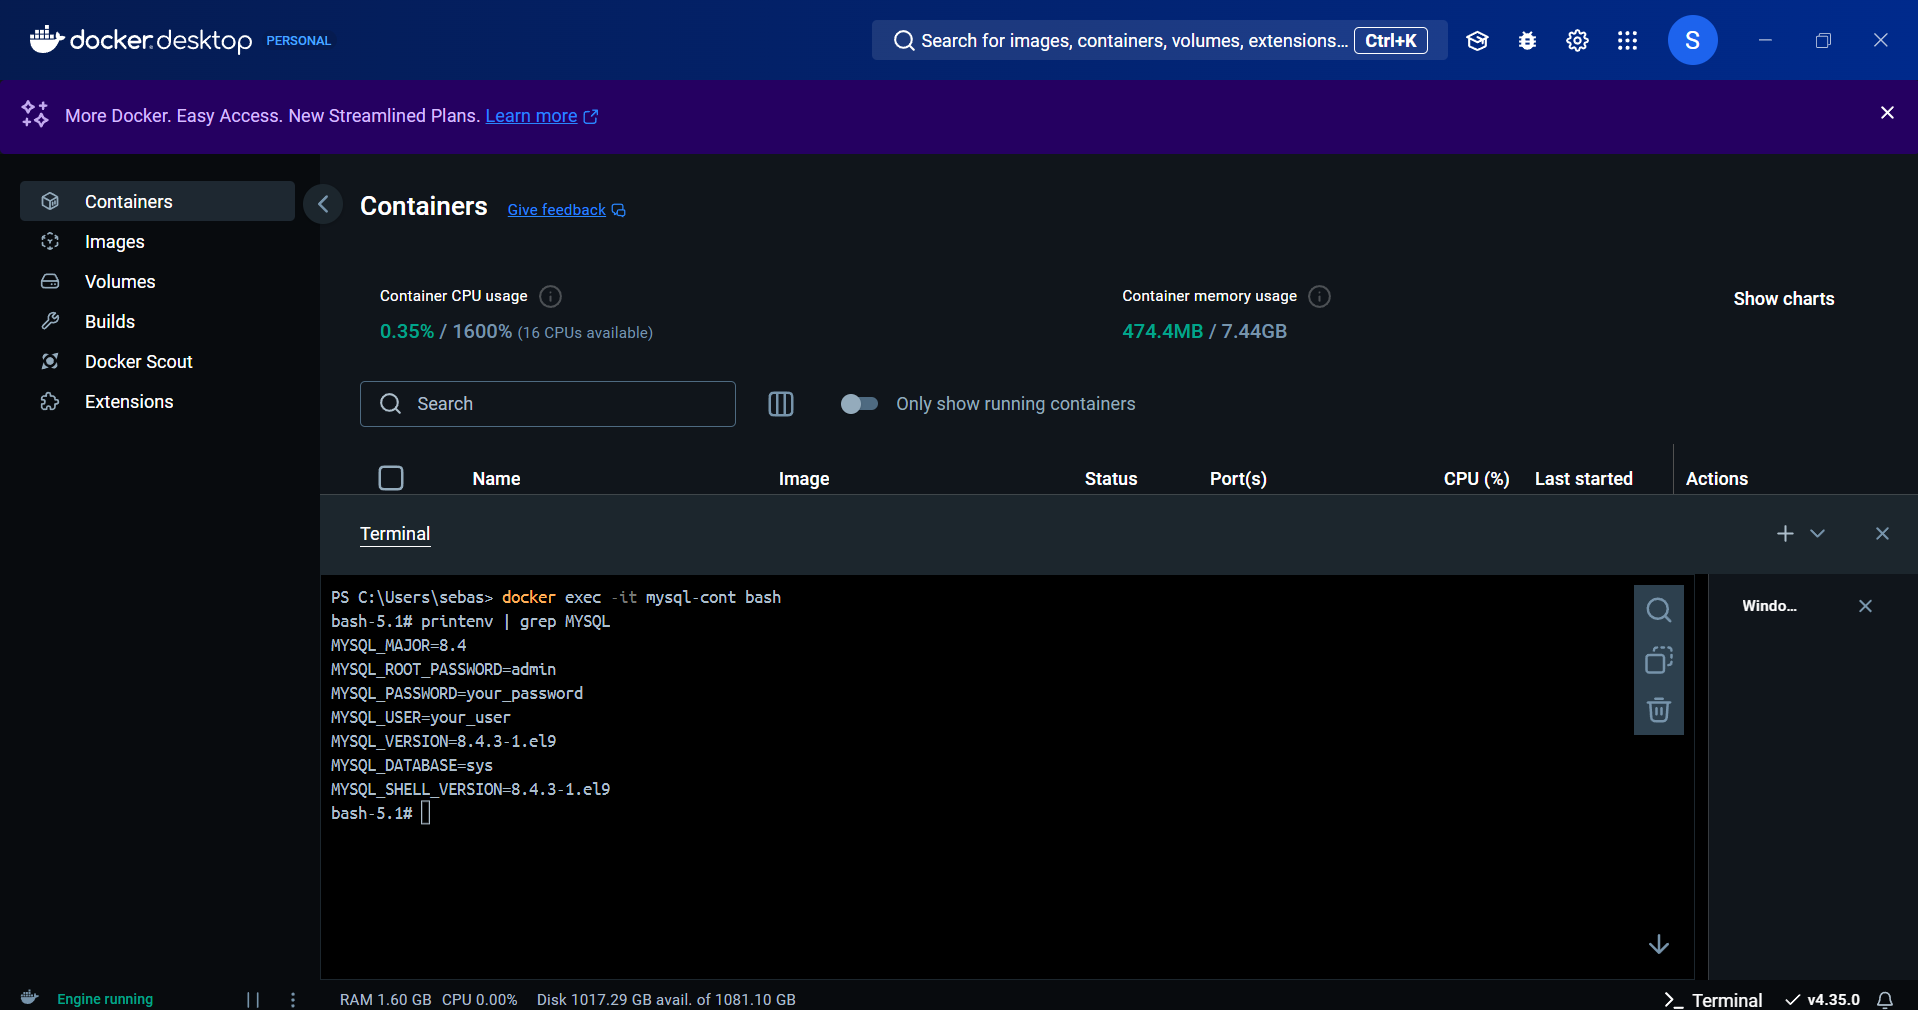 docker desktop PERSONAL
Search for images, containers, volumes, extensions... Ctrl+K
S
More Docker. Easy Access. New Streamlined Plans. Learn more
Containers
Images
Volumes
Builds
Docker Scout
Extensions
Containers Give feedback
Container CPU usage
0.35% / 1600% (16 CPUs available)
Container memory usage
474.4MB / 7.44GB
Show charts
Search
Only show running containers
Name Image Status Port(s) CPU (%) Last started Actions
Terminal
PS C:\Users\sebas> docker exec -it mysql-cont bash
bash-5.1# printenv | grep MYSQL
MYSQL_MAJOR=8.4
MYSQL_ROOT_PASSWORD=admin
MYSQL_PASSWORD=your_password
MYSQL_USER=your_user
MYSQL_VERSION=8.4.3-1.el9
MYSQL_DATABASE=sys
MYSQL_SHELL_VERSION=8.4.3-1.el9
bash-5.1#
Windo...
Engine running
RAM 1.60 GB CPU 0.00% Disk 1017.29 GB avail. of 1081.10 GB
Terminal v4.35.0